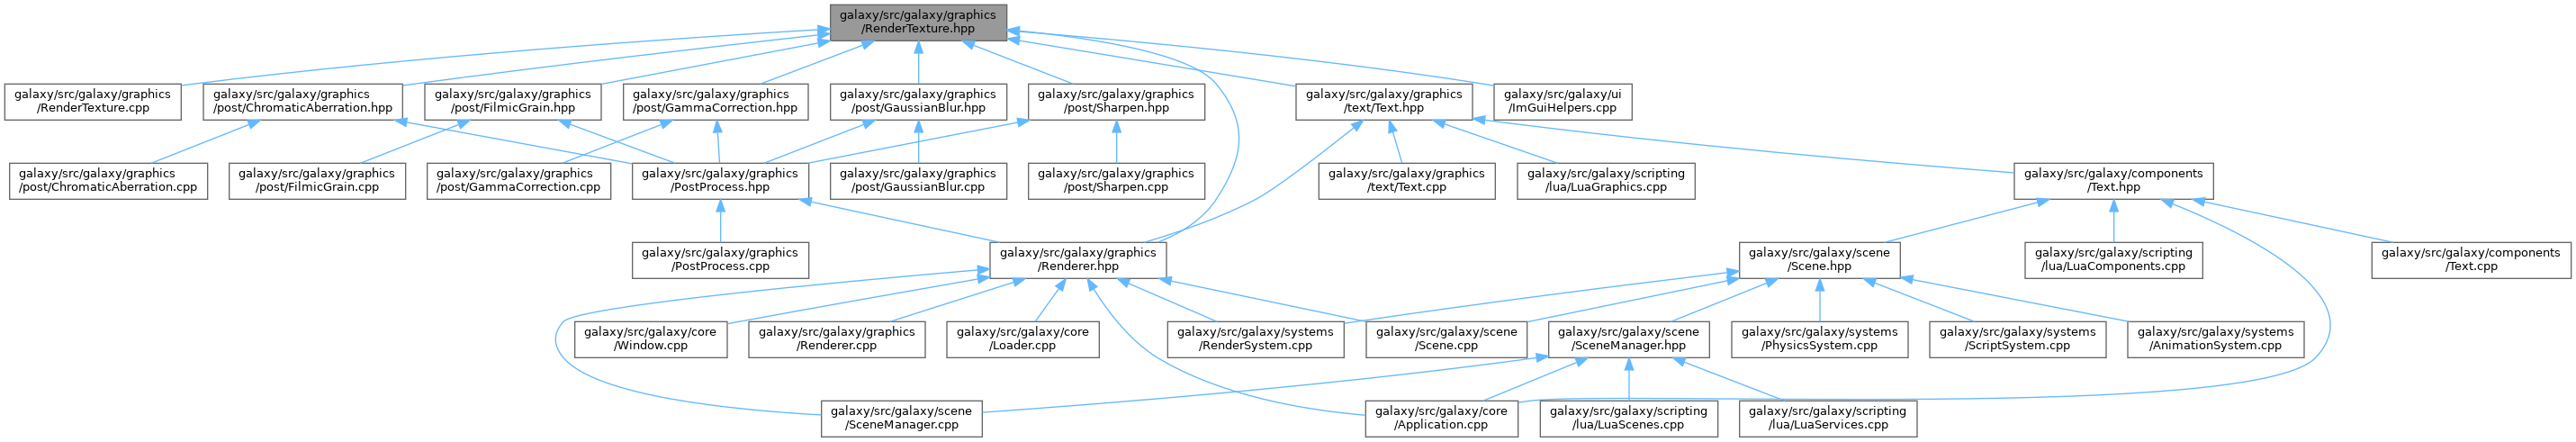 galaxy/src/galaxy/graphics
/RenderTexture.hpp
galaxy/src/galaxy/graphics
/RenderTexture.cpp
galaxy/src/galaxy/graphics
/post/ChromaticAberration.hpp
galaxy/src/galaxy/graphics
/post/FilmicGrain.hpp
galaxy/src/galaxy/graphics
/post/GammaCorrection.hpp
galaxy/src/galaxy/graphics
/post/GaussianBlur.hpp
galaxy/src/galaxy/graphics
/post/Sharpen.hpp
galaxy/src/galaxy/graphics
/text/Text.hpp
galaxy/src/galaxy/ui
/ImGuiHelpers.cpp
galaxy/src/galaxy/graphics
/post/ChromaticAberration.cpp
galaxy/src/galaxy/graphics
/post/FilmicGrain.cpp
galaxy/src/galaxy/graphics
/post/GammaCorrection.cpp
galaxy/src/galaxy/graphics
/PostProcess.hpp
galaxy/src/galaxy/graphics
/post/GaussianBlur.cpp
galaxy/src/galaxy/graphics
/post/Sharpen.cpp
galaxy/src/galaxy/graphics
/text/Text.cpp
galaxy/src/galaxy/scripting
/lua/LuaGraphics.cpp
galaxy/src/galaxy/components
/Text.hpp
galaxy/src/galaxy/graphics
/PostProcess.cpp
galaxy/src/galaxy/graphics
/Renderer.hpp
galaxy/src/galaxy/scene
/Scene.hpp
galaxy/src/galaxy/scripting
/lua/LuaComponents.cpp
galaxy/src/galaxy/components
/Text.cpp
galaxy/src/galaxy/core
/Window.cpp
galaxy/src/galaxy/graphics
/Renderer.cpp
galaxy/src/galaxy/core
/Loader.cpp
galaxy/src/galaxy/systems
/RenderSystem.cpp
galaxy/src/galaxy/scene
/Scene.cpp
galaxy/src/galaxy/scene
/SceneManager.hpp
galaxy/src/galaxy/systems
/PhysicsSystem.cpp
galaxy/src/galaxy/systems
/ScriptSystem.cpp
galaxy/src/galaxy/systems
/AnimationSystem.cpp
galaxy/src/galaxy/scene
/SceneManager.cpp
galaxy/src/galaxy/core
/Application.cpp
galaxy/src/galaxy/scripting
/lua/LuaScenes.cpp
galaxy/src/galaxy/scripting
/lua/LuaServices.cpp